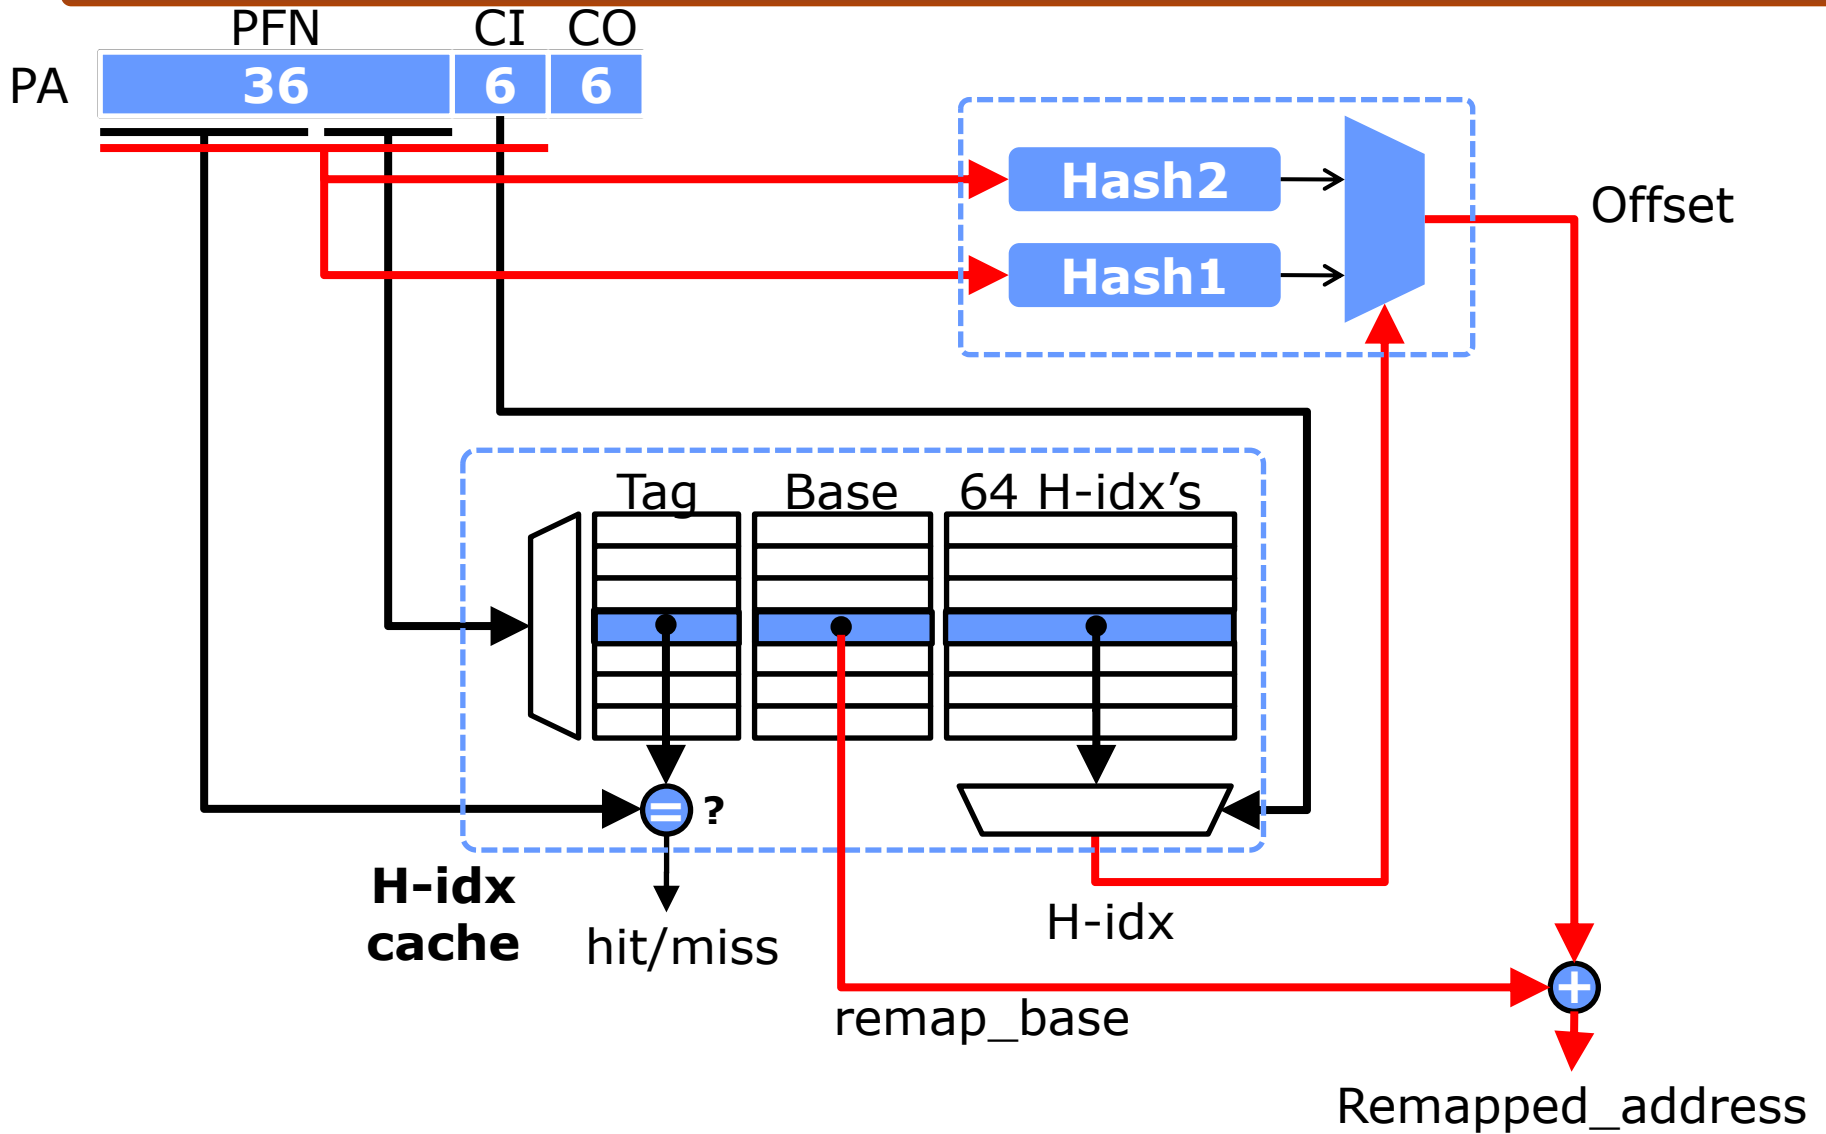 PFN CI CO
PA 36 6 6
Hash2
Offset
Hash1
Tag Base 64 H-idx’s
= ?
H-idx
cache
hit/miss
H-idx
+
remap_base
Remapped_address